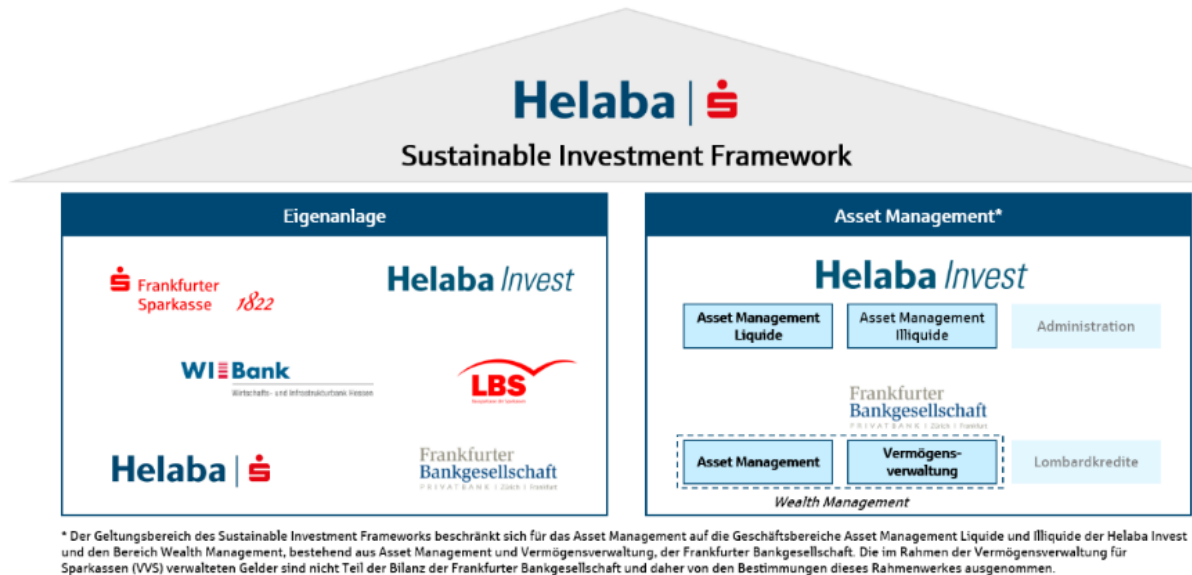 Helaba
Sustainable Investment Framework
Eigenanlage
Frankfurter
Sparkasse 1822
Helaba Invest
WIBank
Wirtschafts- und Infrastrukturbank Hessen
LBS
Helaba
Frankfurter
Bankgesellschaft
PRIVATBANK | Zürich | Frankfurt
Asset Management*
Helaba Invest
Asset Management
Liquide
Asset Management
Illiquide
Administration
Frankfurter
Bankgesellschaft
PRIVATBANK | Zürich | Frankfurt
Asset Management
Vermögens-
verwaltung
Lombardkredite
Wealth Management
* Der Geltungsbereich des Sustainable Investment Frameworks beschränkt sich für das Asset Management auf die Geschäftsbereiche Asset Management Liquide und Illiquide der Helaba Invest
und den Bereich Wealth Management, bestehend aus Asset Management und Vermögensverwaltung, der Frankfurter Bankgesellschaft. Die im Rahmen der Vermögensverwaltung für
Sparkassen (VVS) verwalteten Gelder sind nicht Teil der Bilanz der Frankfurter Bankgesellschaft und daher von den Bestimmungen dieses Rahmenwerkes ausgenommen.